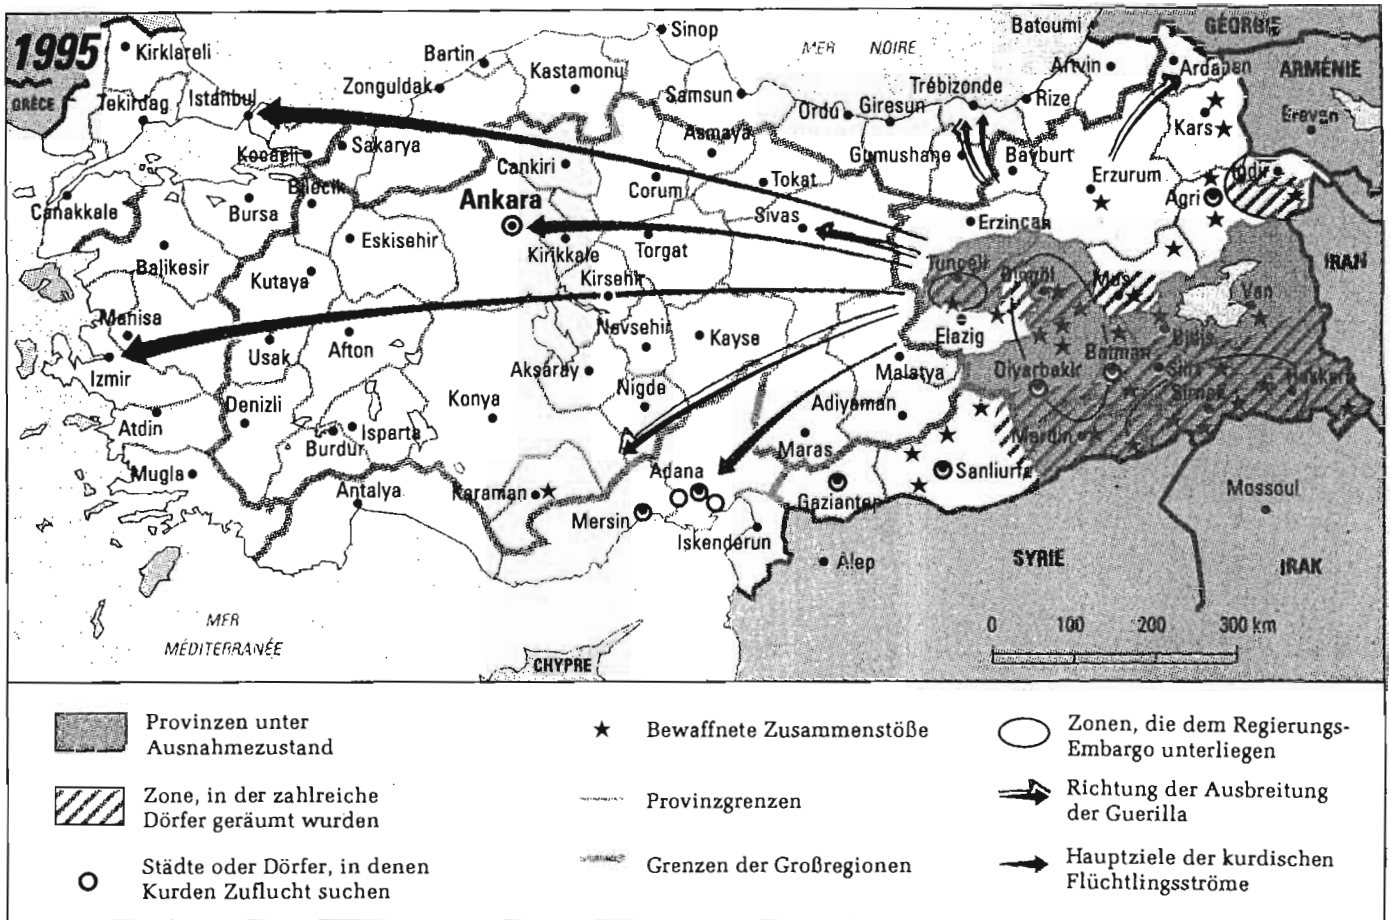 1995
Kirklareli
Sinop
Batoumi
GÉORGIE
Bartin
MER NOIRE
Kastamonu
Artvin
Ardahan
ARMÉNIE
GRÈCE
Tekirdag
Istanbul
Zonguldak
Samsun
Ordu
Giresun
Trébizonde
Rize
Kars
Erevan
Kocaeli
Sakarya
Asmaya
Gumushane
Bayburt
Cankiri
Erzurum
Igdir
Canakkale
Bilecik
Bursa
Corum
Tokat
Agri
Ankara
Sivas
Erzincan
Eskisehir
Balikesir
Kirikkale
Torgat
IRAN
Kutaya
Kirsehir
Tunceli
Bingöl
Mus
Van
Manisa
Nevsehir
Kayse
Elazig
Usak
Afton
Batman
Izmir
Aksaray
Malatya
Diyarbakir
Siirt
Hakkari
Nigde
Denizli
Konya
Adiyaman
Sirnak
Atdin
Isparta
Burdur
Maras
Mardin
Mugla
Antalya
Karaman
Adana
Gaziantep
Sanliurfa
Mossoul
Mersin
Iskenderun
Alep
SYRIE
IRAK
MER
MÉDITERRANÉE
CHYPRE
0 100 200 300 km
Provinzen unter
Ausnahmezustand
Zone, in der zahlreiche
Dörfer geräumt wurden
Städte oder Dörfer, in denen
Kurden Zuflucht suchen
Bewaffnete Zusammenstöße
Provinzgrenzen
Grenzen der Großregionen
Zonen, die dem Regierungs-
Embargo unterliegen
Richtung der Ausbreitung
der Guerilla
Hauptziele der kurdischen
Flüchtlingsströme